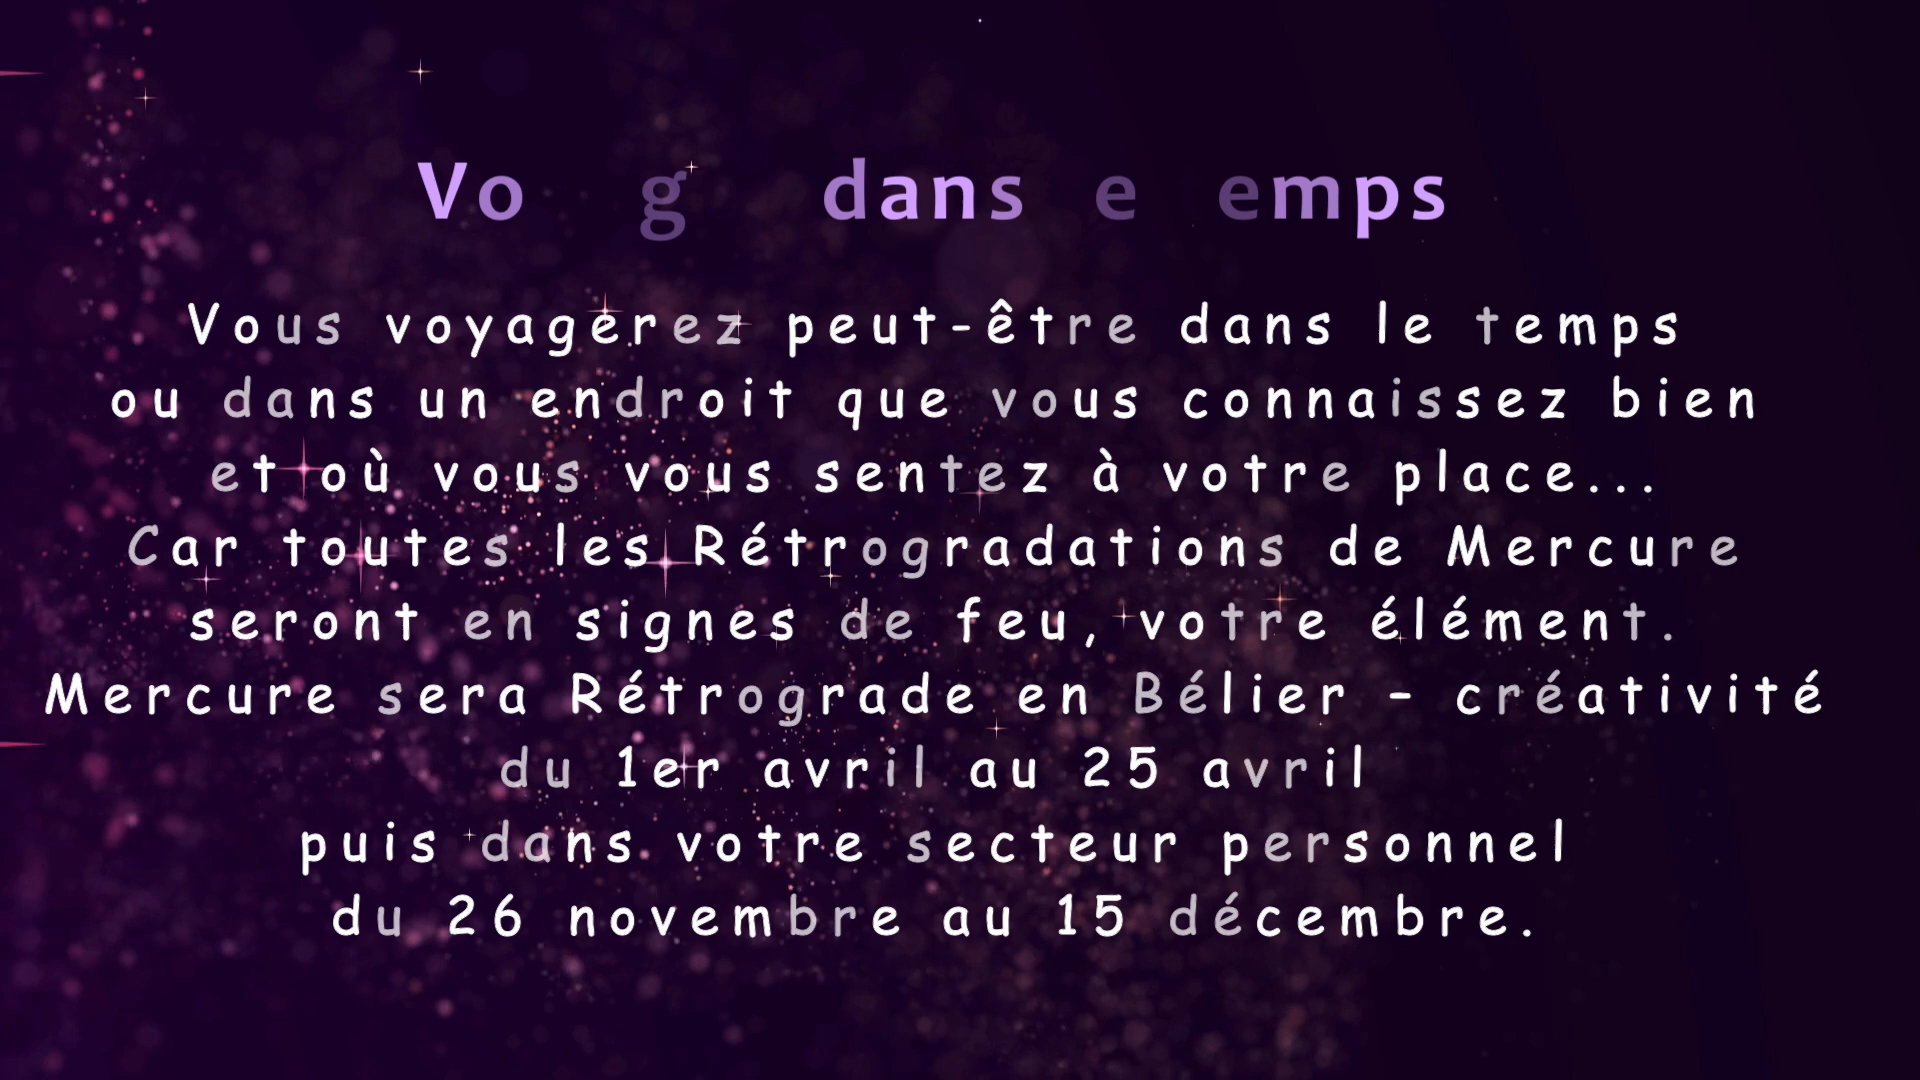 Vo g dans e emps
Vous voyagerez peut-être dans le temps
ou dans un endroit que vous connaissez bien
et où vous vous sentez à votre place...
Car toutes les Rétrogradations de Mercure
seront en signes de feu, votre élément.
Mercure sera Rétrograde en Bélier - créativité
du 1er avril au 25 avril
puis dans votre secteur personnel
du 26 novembre au 15 décembre.